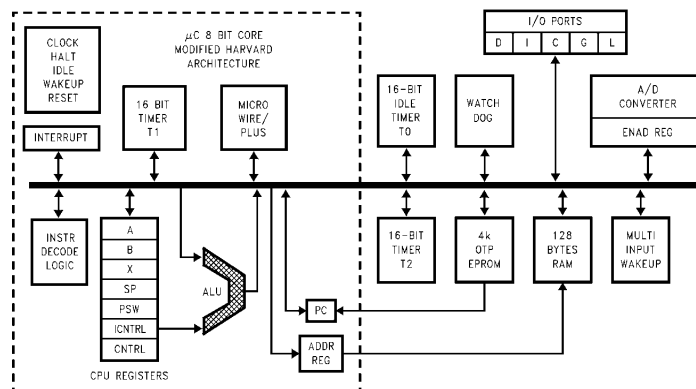 I/O PORTS
D I C G L
μC 8 BIT CORE
MODIFIED HARVARD
ARCHITECTURE
CLOCK
HALT
IDLE
WAKEUP
RESET
INTERRUPT
16 BIT
TIMER
T1
MICRO
WIRE/
PLUS
16-BIT
IDLE
TIMER
T0
WATCH
DOG
A/D
CONVERTER
ENAD REG
INSTR
DECODE
LOGIC
A
B
X
SP
PSW
ICNTRL
CNTRL
CPU REGISTERS
ALU
16-BIT
TIMER
T2
4k
OTP
EPROM
128
BYTES
RAM
MULTI
INPUT
WAKEUP
PC
ADDR
REG